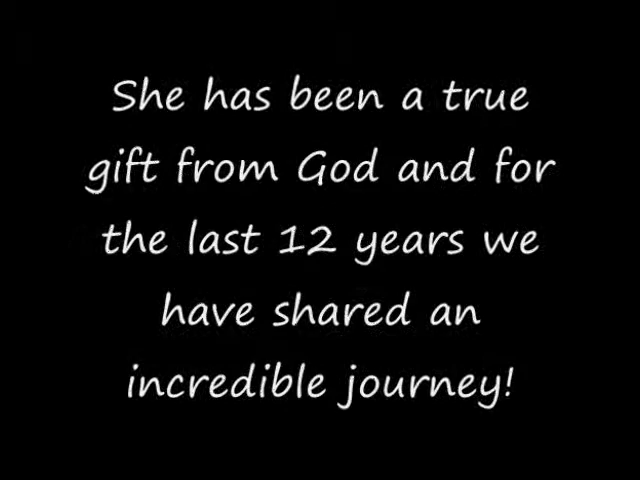 She has been a true
gift from God and for
the last 12 years we
have shared an
incredible journey!